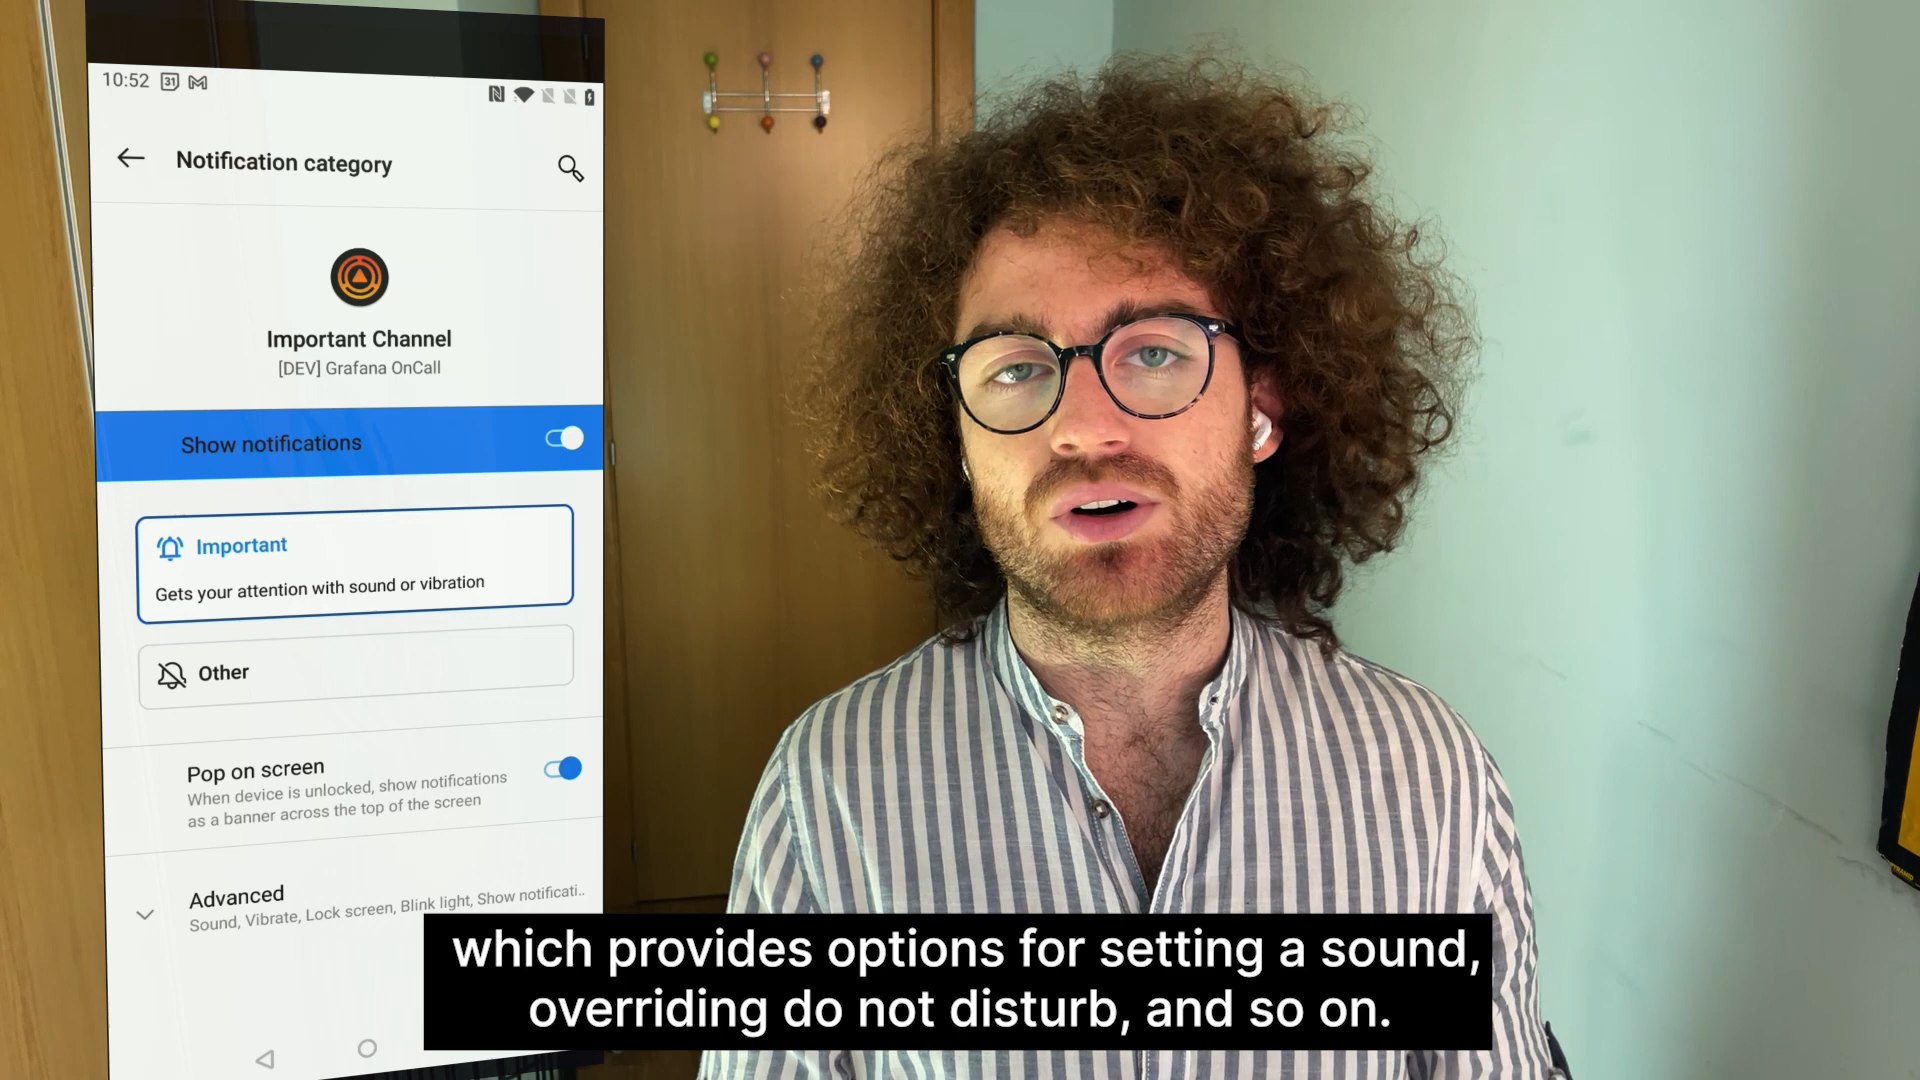 10:52
31
Notification category
Important Channel
[DEV] Grafana OnCall
Show notifications
Important
Gets your attention with sound or vibration
Other
Pop on screen
When device is unlocked, show notifications
as a banner across the top of the screen
Advanced
Sound, Vibrate, Lock screen, Blink light, Show notificati..
which provides options for setting a sound,
overriding do not disturb, and so on.